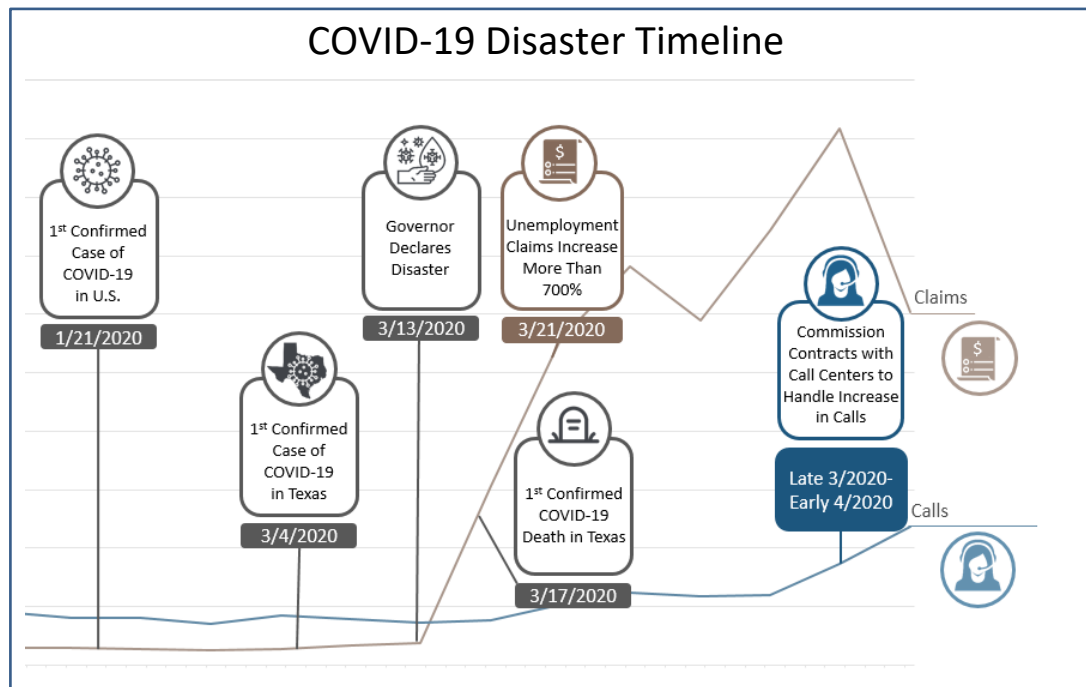 COVID-19 Disaster Timeline
1st Confirmed
Case of
COVID-19
in U.S.
1/21/2020
1st Confirmed
Case of
COVID-19
in Texas
3/4/2020
Governor
Declares
Disaster
3/13/2020
$
Unemployment
Claims Increase
More Than
700%
3/21/2020
1st Confirmed
COVID-19
Death in Texas
3/17/2020
Commission
Contracts with
Call Centers to
Handle Increase
in Calls
Late 3/2020-
Early 4/2020
Claims
$
Calls